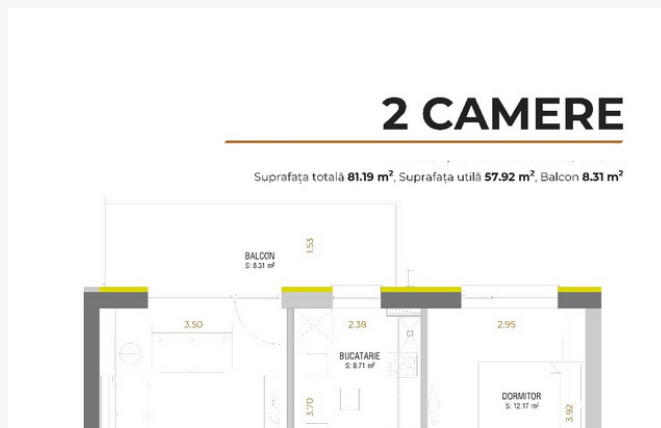 2 CAMERE
Suprafața totală 81.19 m², Suprafața utilă 57.92 m², Balcon 8.31 m²
BALCON
S: 8.31 m²
1.53
3.50
2.38
2.95
CT
BUCATARIE
S: 8.71 m²
DORMITOR
S: 12.17 m²
3.70
3.92